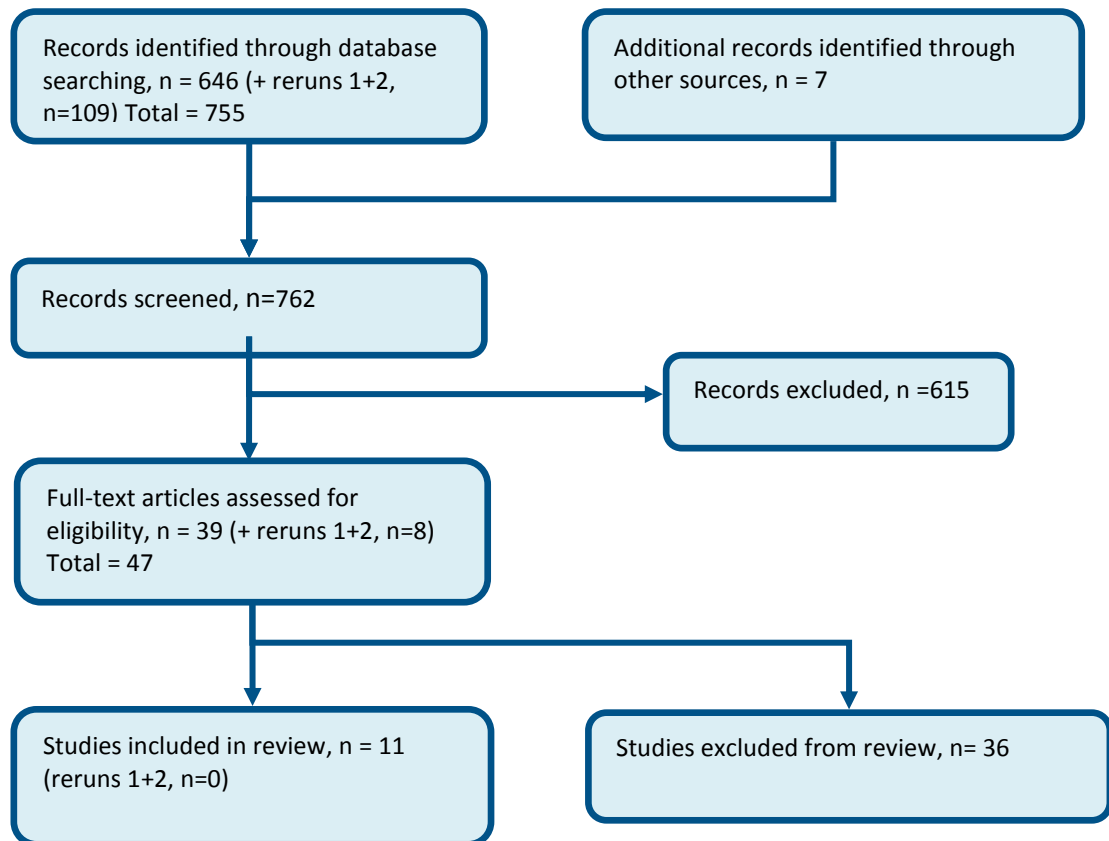 Records identified through database
searching, n = 646 (+ reruns 1+2,
n=109) Total = 755
Additional records identified through
other sources, n = 7
Records screened, n=762
Records excluded, n =615
Full-text articles assessed for
eligibility, n = 39 (+ reruns 1+2, n=8)
Total = 47
Studies included in review, n = 11
(reruns 1+2, n=0)
Studies excluded from review, n= 36